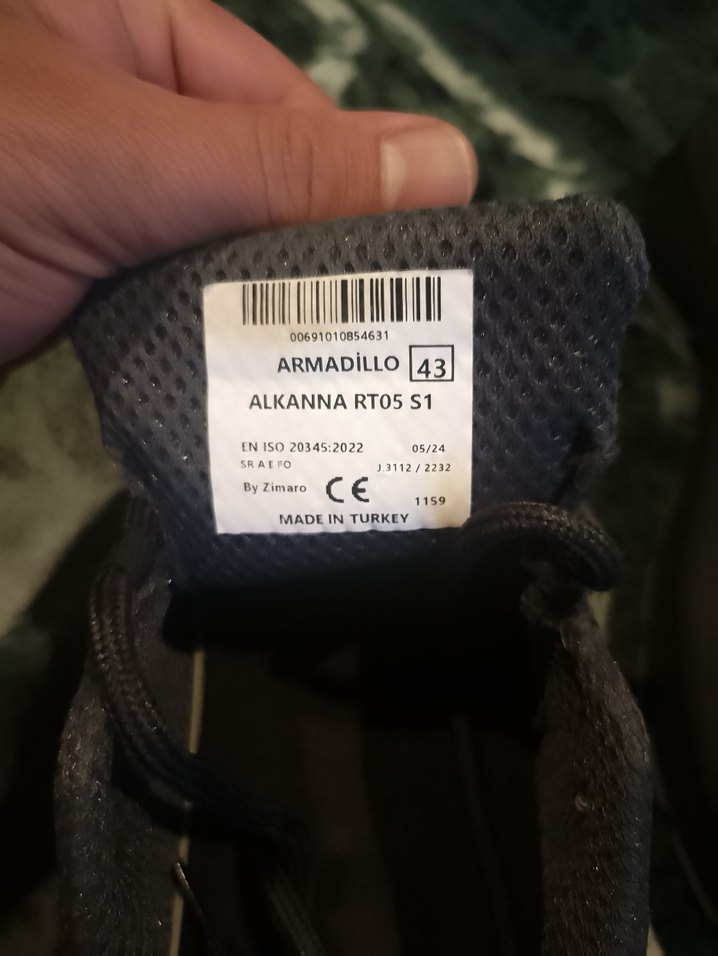 00691010854631
ARMADİLLO 43
ALKANNA RT05 S1
EN ISO 20345:2022 05/24
SR A E FO J.3112 / 2232
By Zimaro CE
1159
MADE IN TURKEY